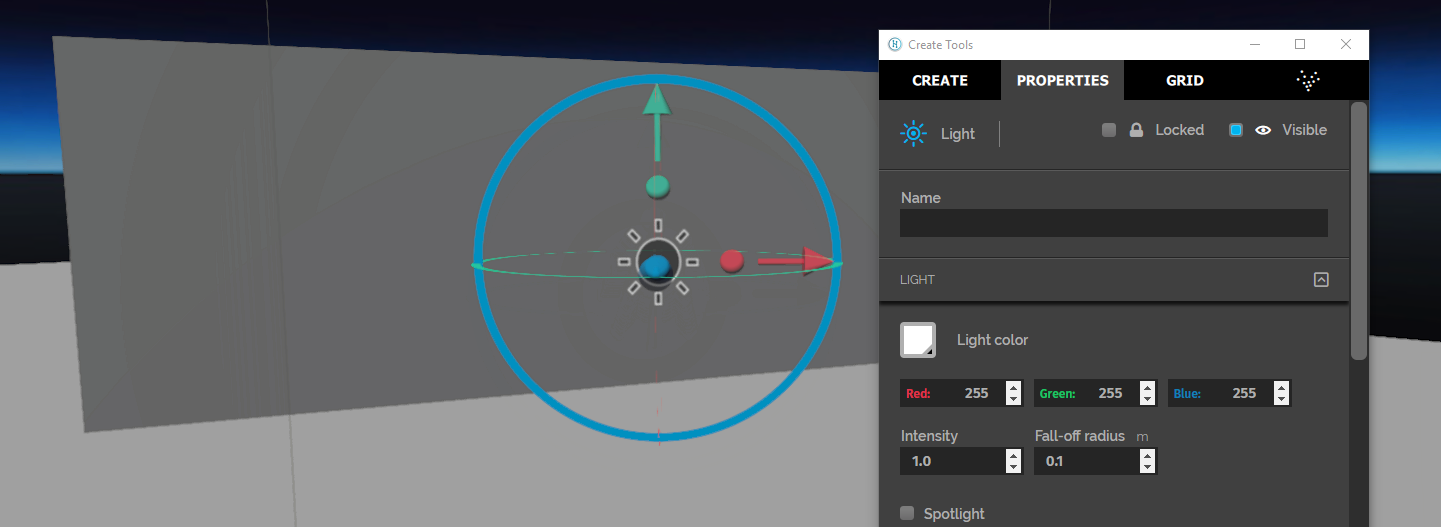 Create Tools
CREATE PROPERTIES GRID
Light Locked Visible
Name
LIGHT
Light color
Red: 255 Green: 255 Blue: 255
Intensity Fall-off radius m
1.0 0.1
Spotlight